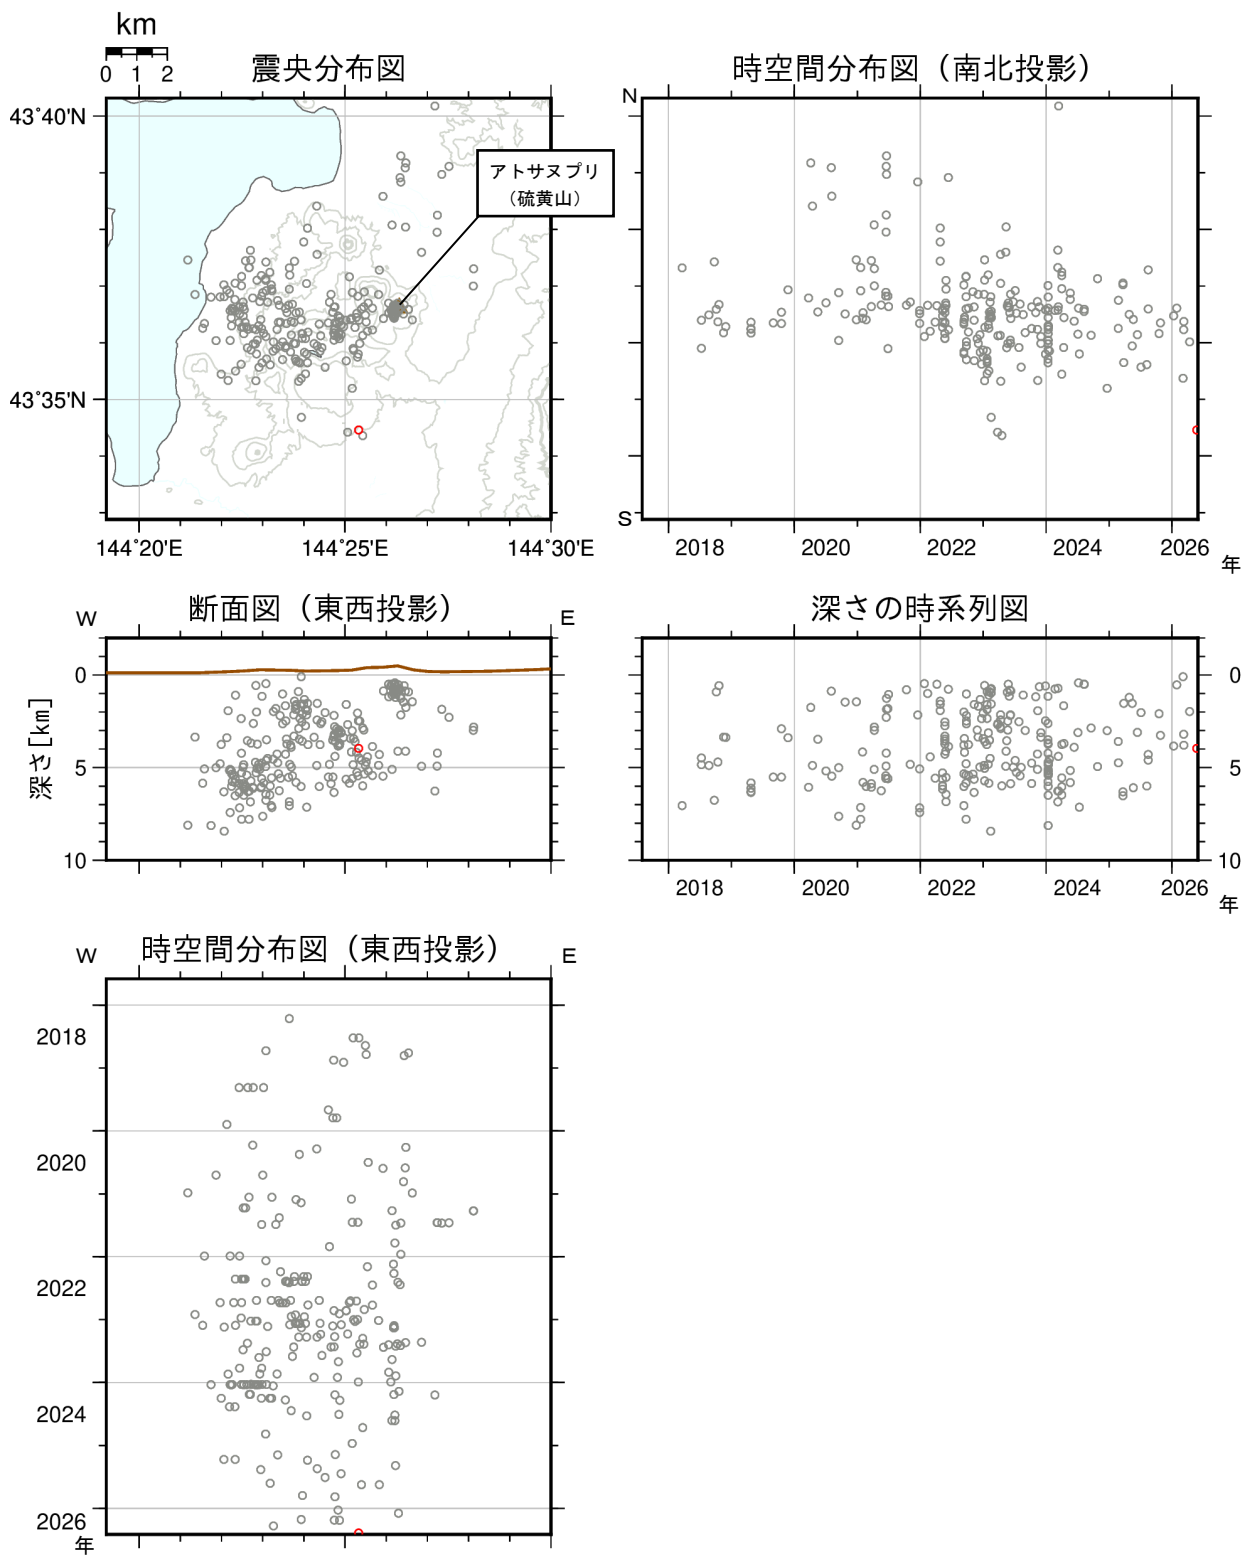 km
0 1 2
震央分布図
43°40'N
43°35'N
144°20'E 144°25'E 144°30'E
アトサヌプリ
（硫黄山）
時空間分布図（南北投影）
N
S
2018 2020 2022 2024 2026
年
断面図（東西投影）
W E
深さ[km]
0
5
10
深さの時系列図
0
5
10
2018 2020 2022 2024 2026
年
時空間分布図（東西投影）
W E
2018
2020
2022
2024
2026
年